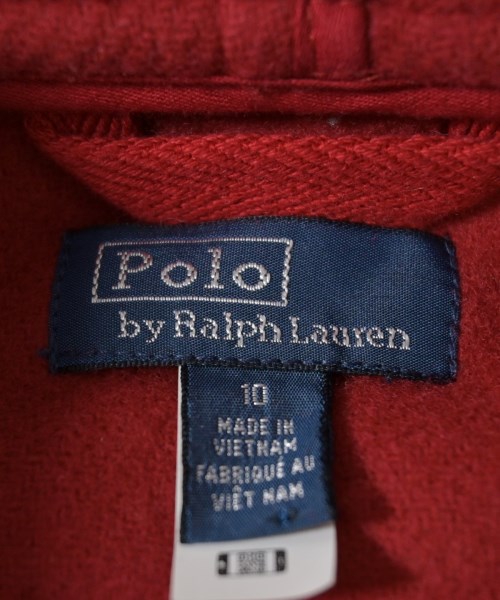 Polo
by Ralph Lauren
10
MADE IN
VIETNAM
FABRIQUÉ AU
VIÊT NAM